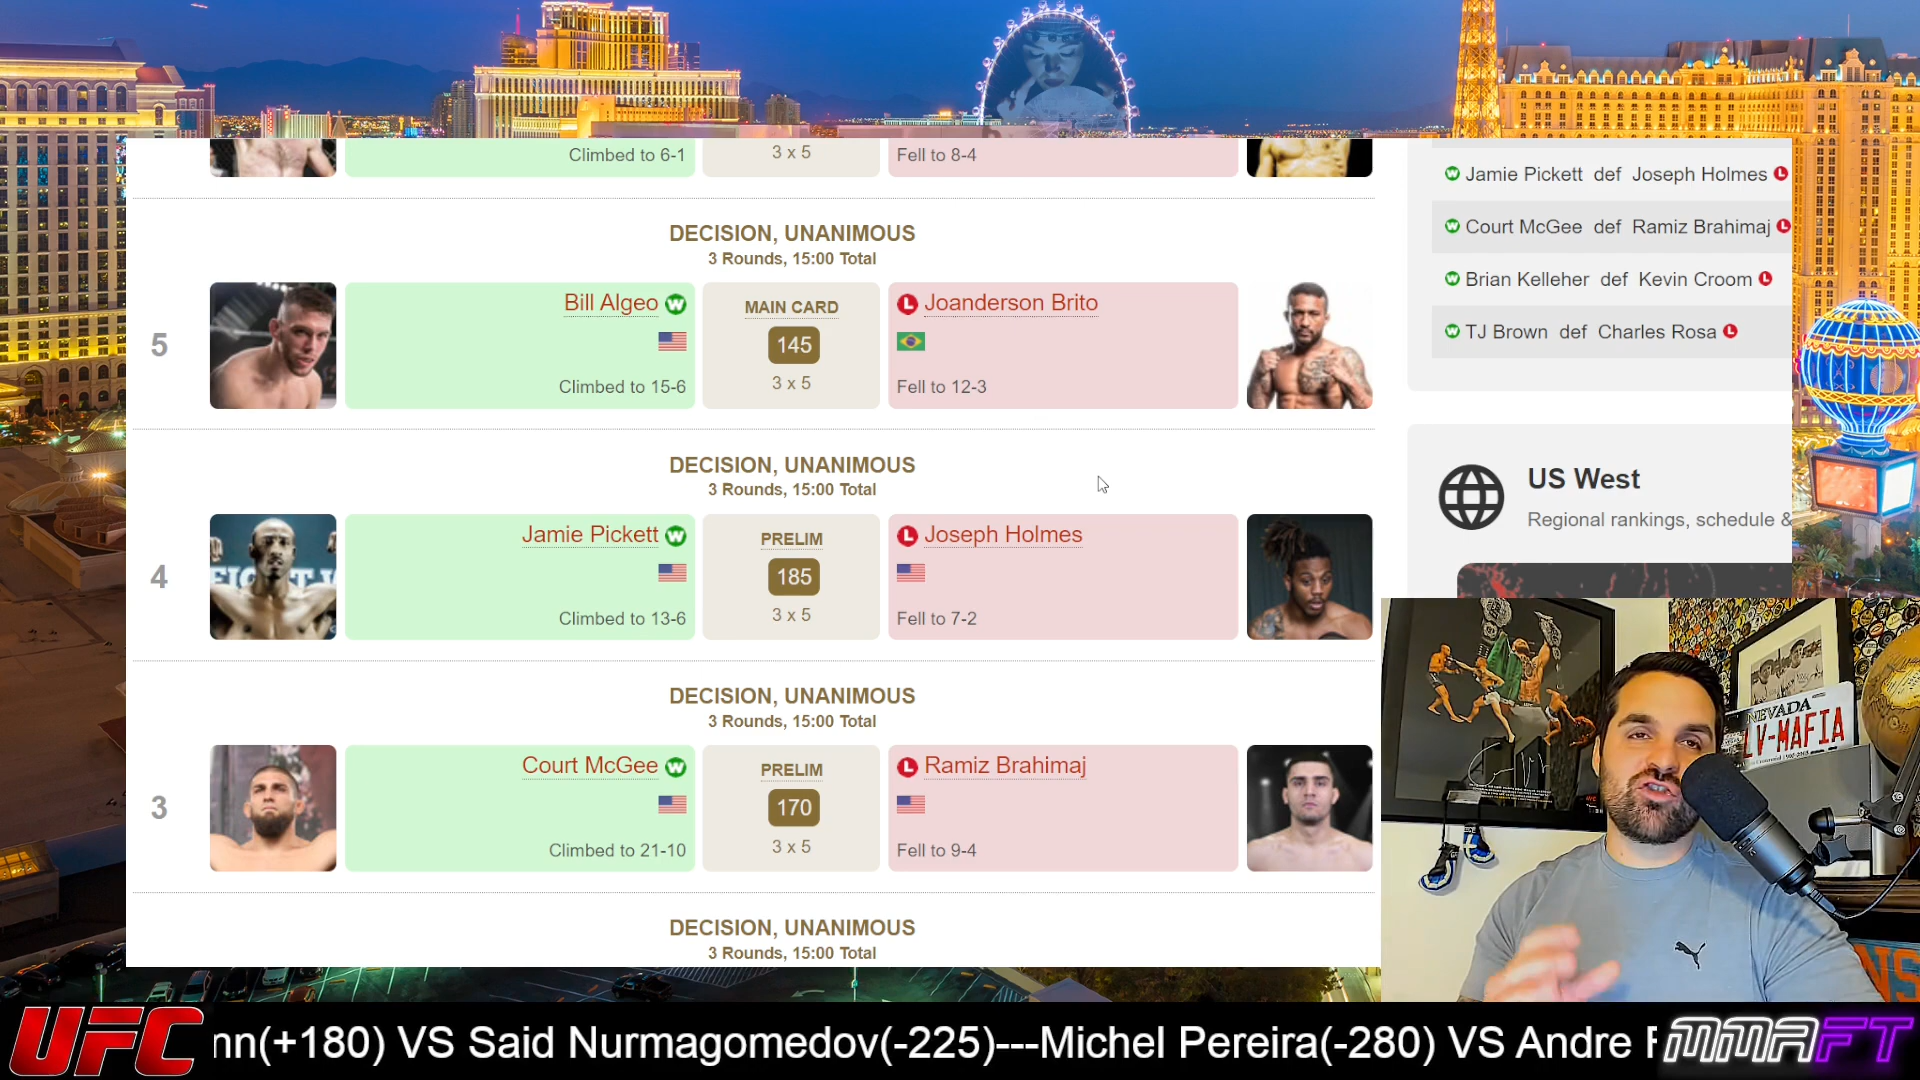 Climbed to 6-1
3 x 5
Fell to 8-4
DECISION, UNANIMOUS
3 Rounds, 15:00 Total
5
Bill Algeo W
MAIN CARD
L Joanderson Brito
145
Climbed to 15-6
3 x 5
Fell to 12-3
DECISION, UNANIMOUS
3 Rounds, 15:00 Total
4
Jamie Pickett W
PRELIM
L Joseph Holmes
185
Climbed to 13-6
3 x 5
Fell to 7-2
DECISION, UNANIMOUS
3 Rounds, 15:00 Total
3
Court McGee W
PRELIM
L Ramiz Brahimaj
170
Climbed to 21-10
3 x 5
Fell to 9-4
DECISION, UNANIMOUS
3 Rounds, 15:00 Total
W Jamie Pickett def Joseph Holmes L
W Court McGee def Ramiz Brahimaj L
W Brian Kelleher def Kevin Croom L
W TJ Brown def Charles Rosa L
US West
Regional rankings, schedule &
NEVADA
LV-MAFIA
NS
UFC
nn(+180) VS Said Nurmagomedov(-225)---Michel Pereira(-280) VS Andre F
MMAFT